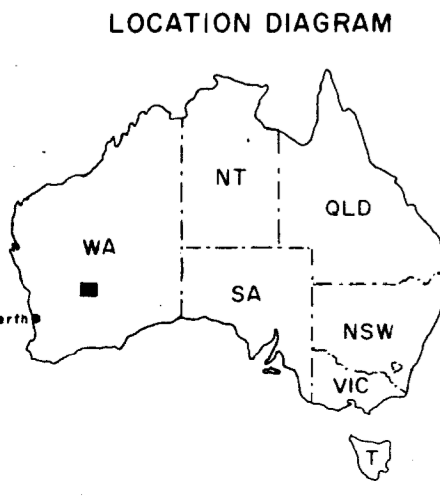 LOCATION DIAGRAM
NT
QLD
WA
SA
erth
NSW
VIC
T